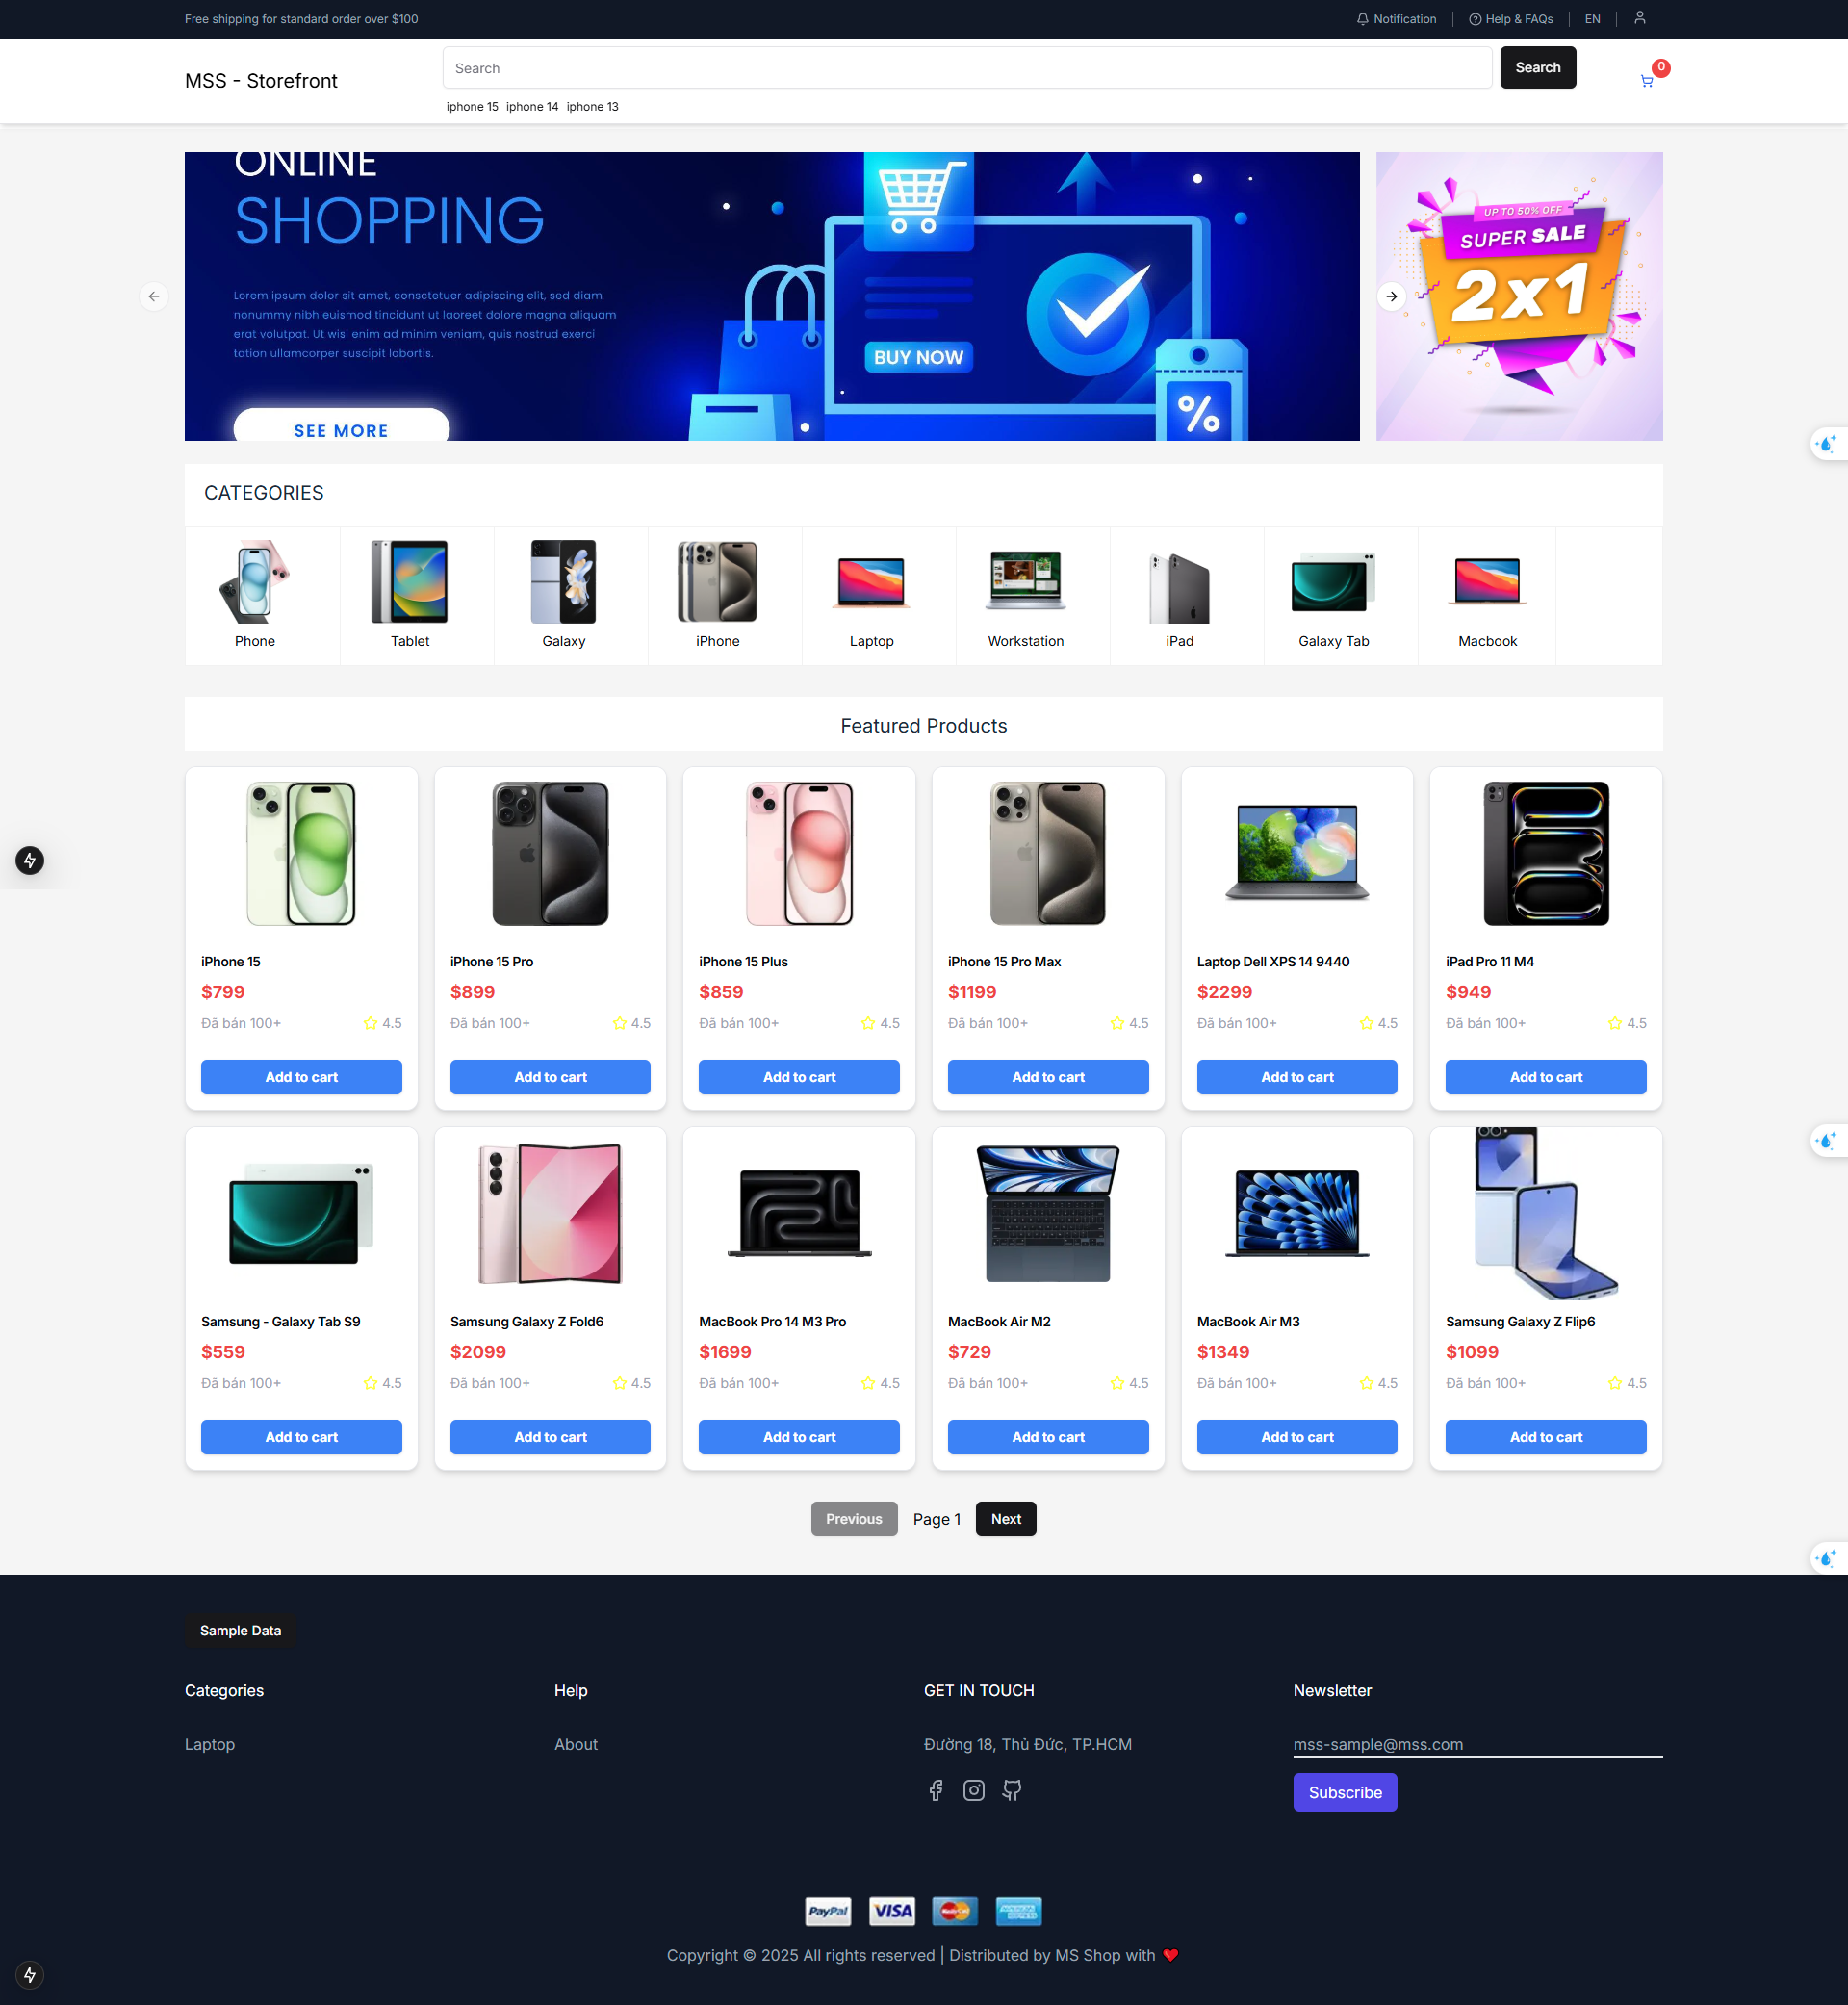 Free shipping for standard order over $100
Notification
Help & FAQs
EN
MSS - Storefront
Search
Search
0
iphone 15 iphone 14 iphone 13
ONLINE
SHOPPING
Lorem ipsum dolor sit amet, consctetuer adipiscing elit, sed diam
nonummy nibh euismod tincidunt ut laoreet dolore magna aliquam
erat volutpat. Ut wisi enim ad minim veniam, quis nostrud exerci
tation ullamcorper suscipit lobortis.
SEE MORE
BUY NOW
%
UP TO 50% OFF
SUPER SALE
2x1
CATEGORIES
Phone
Tablet
Galaxy
iPhone
Laptop
Workstation
iPad
Galaxy Tab
Macbook
Featured Products
iPhone 15
$799
Đã bán 100+
4.5
Add to cart
iPhone 15 Pro
$899
Đã bán 100+
4.5
Add to cart
iPhone 15 Plus
$859
Đã bán 100+
4.5
Add to cart
iPhone 15 Pro Max
$1199
Đã bán 100+
4.5
Add to cart
Laptop Dell XPS 14 9440
$2299
Đã bán 100+
4.5
Add to cart
iPad Pro 11 M4
$949
Đã bán 100+
4.5
Add to cart
Samsung - Galaxy Tab S9
$559
Đã bán 100+
4.5
Add to cart
Samsung Galaxy Z Fold6
$2099
Đã bán 100+
4.5
Add to cart
MacBook Pro 14 M3 Pro
$1699
Đã bán 100+
4.5
Add to cart
MacBook Air M2
$729
Đã bán 100+
4.5
Add to cart
MacBook Air M3
$1349
Đã bán 100+
4.5
Add to cart
Samsung Galaxy Z Flip6
$1099
Đã bán 100+
4.5
Add to cart
Previous
Page 1
Next
Sample Data
Categories
Laptop
Help
About
GET IN TOUCH
Đường 18, Thủ Đức, TP.HCM
Newsletter
mss-sample@mss.com
Subscribe
PayPal
VISA
MasterCard
AMERICAN EXPRESS
Copyright © 2025 All rights reserved | Distributed by MS Shop with ❤